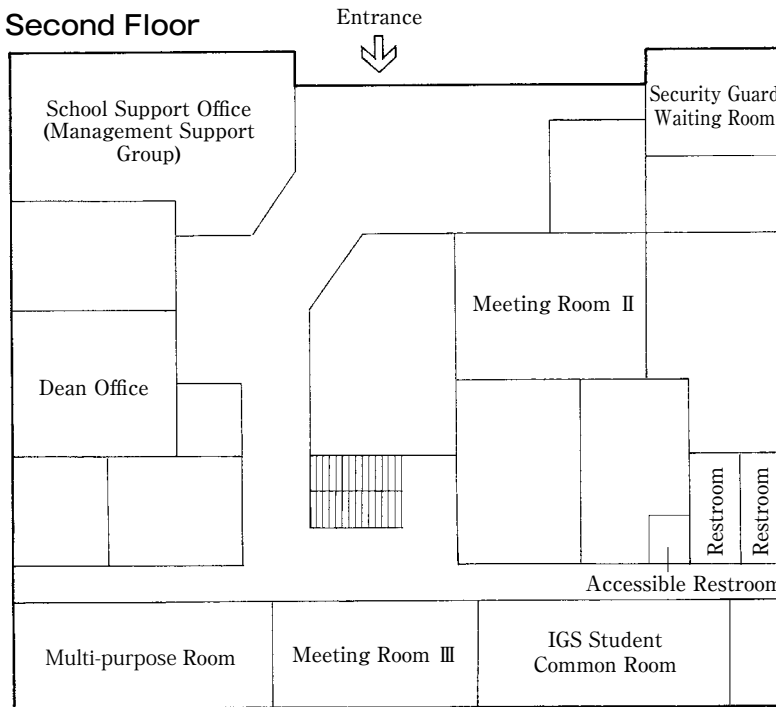 Second Floor
Entrance
School Support Office
(Management Support
Group)
Security Guard
Waiting Room
Meeting Room Ⅱ
Dean Office
Restroom
Restroom
Accessible Restroom
Multi-purpose Room
Meeting Room Ⅲ
IGS Student
Common Room